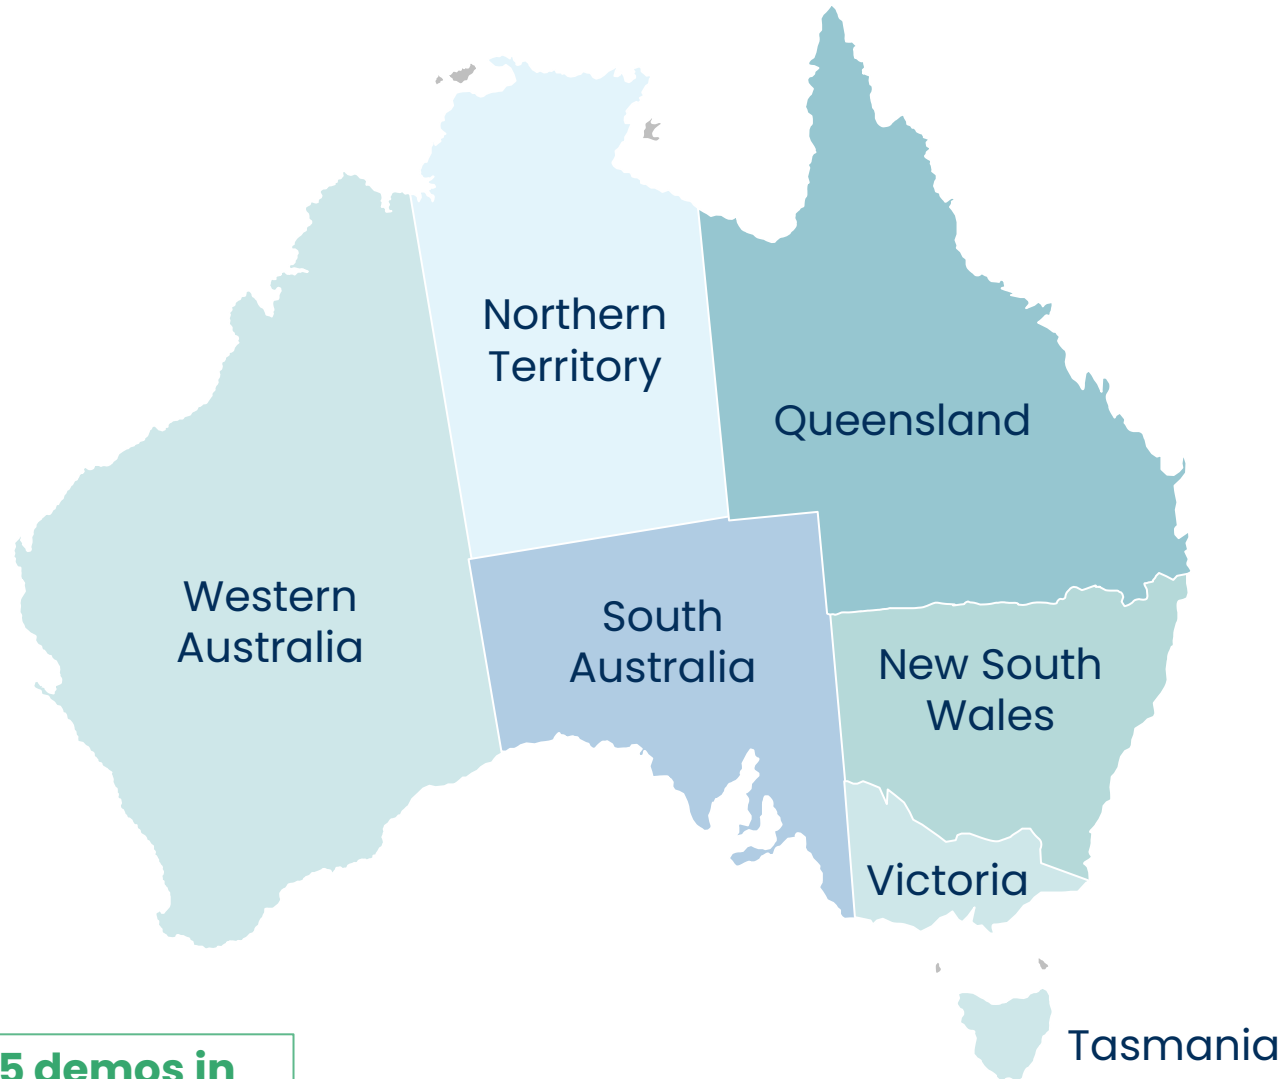 Northern
Territory
Queensland
Western
Australia
South
Australia
New South
Wales
Victoria
Tasmania
5 demos in